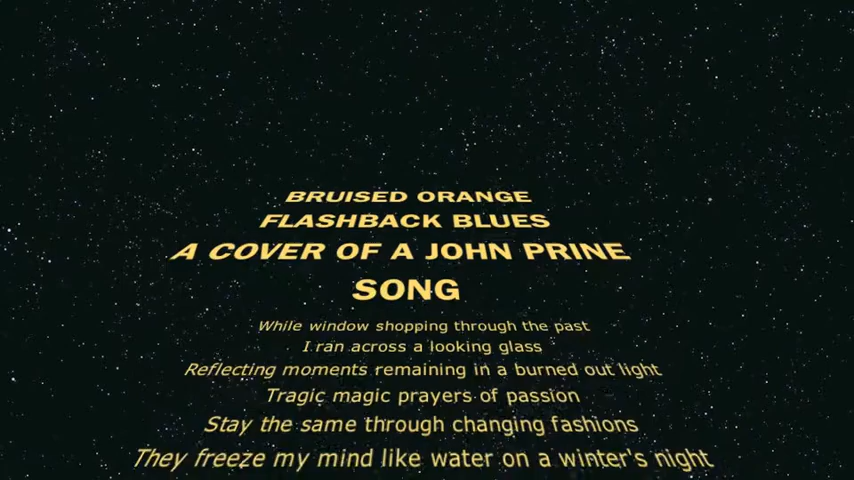 BRUISED ORANGE
FLASHBACK BLUES
A COVER OF A JOHN PRINE
SONG
While window shopping through the past
I ran across a looking glass
Reflecting moments remaining in a burned out light
Tragic magic prayers of passion
Stay the same through changing fashions
They freeze my mind like water on a winter's night